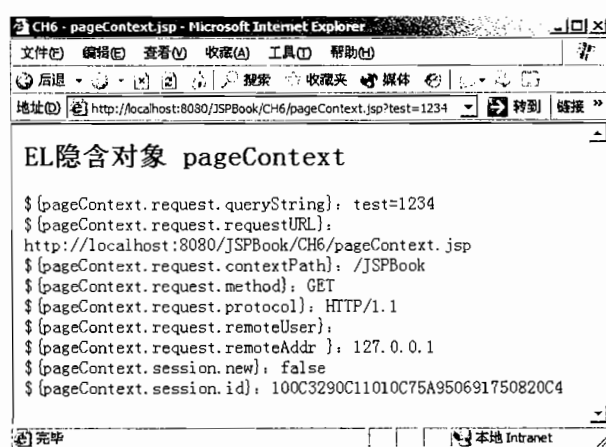 CH6 - pageContext.jsp - Microsoft Internet Explorer
文件(F) 编辑(E) 查看(V) 收藏(A) 工具(T) 帮助(H)
后退 搜索 收藏夹 媒体
地址(D) http://localhost:8080/JSPBook/CH6/pageContext.jsp?test=1234 转到 链接 »
EL隐含对象 pageContext
${pageContext.request.queryString}: test=1234
${pageContext.request.requestURL}:
http://localhost:8080/JSPBook/CH6/pageContext.jsp
${pageContext.request.contextPath}: /JSPBook
${pageContext.request.method}: GET
${pageContext.request.protocol}: HTTP/1.1
${pageContext.request.remoteUser}:
${pageContext.request.remoteAddr }: 127.0.0.1
${pageContext.session.new}: false
${pageContext.session.id}: 100C3290C11010C75A950691750820C4
完毕 本地 Intranet